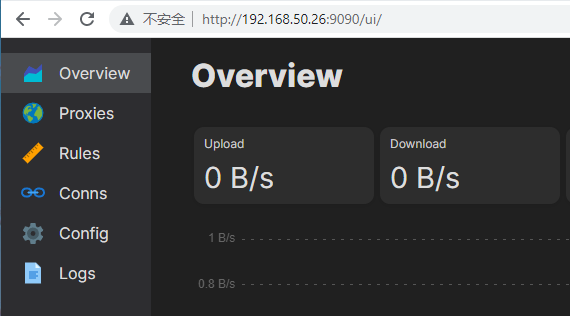 不安全 http://192.168.50.26:9090/ui/
Overview
Proxies
Rules
Conns
Config
Logs
Overview
Upload
0 B/s
Download
0 B/s
1 B/s
0.8 B/s